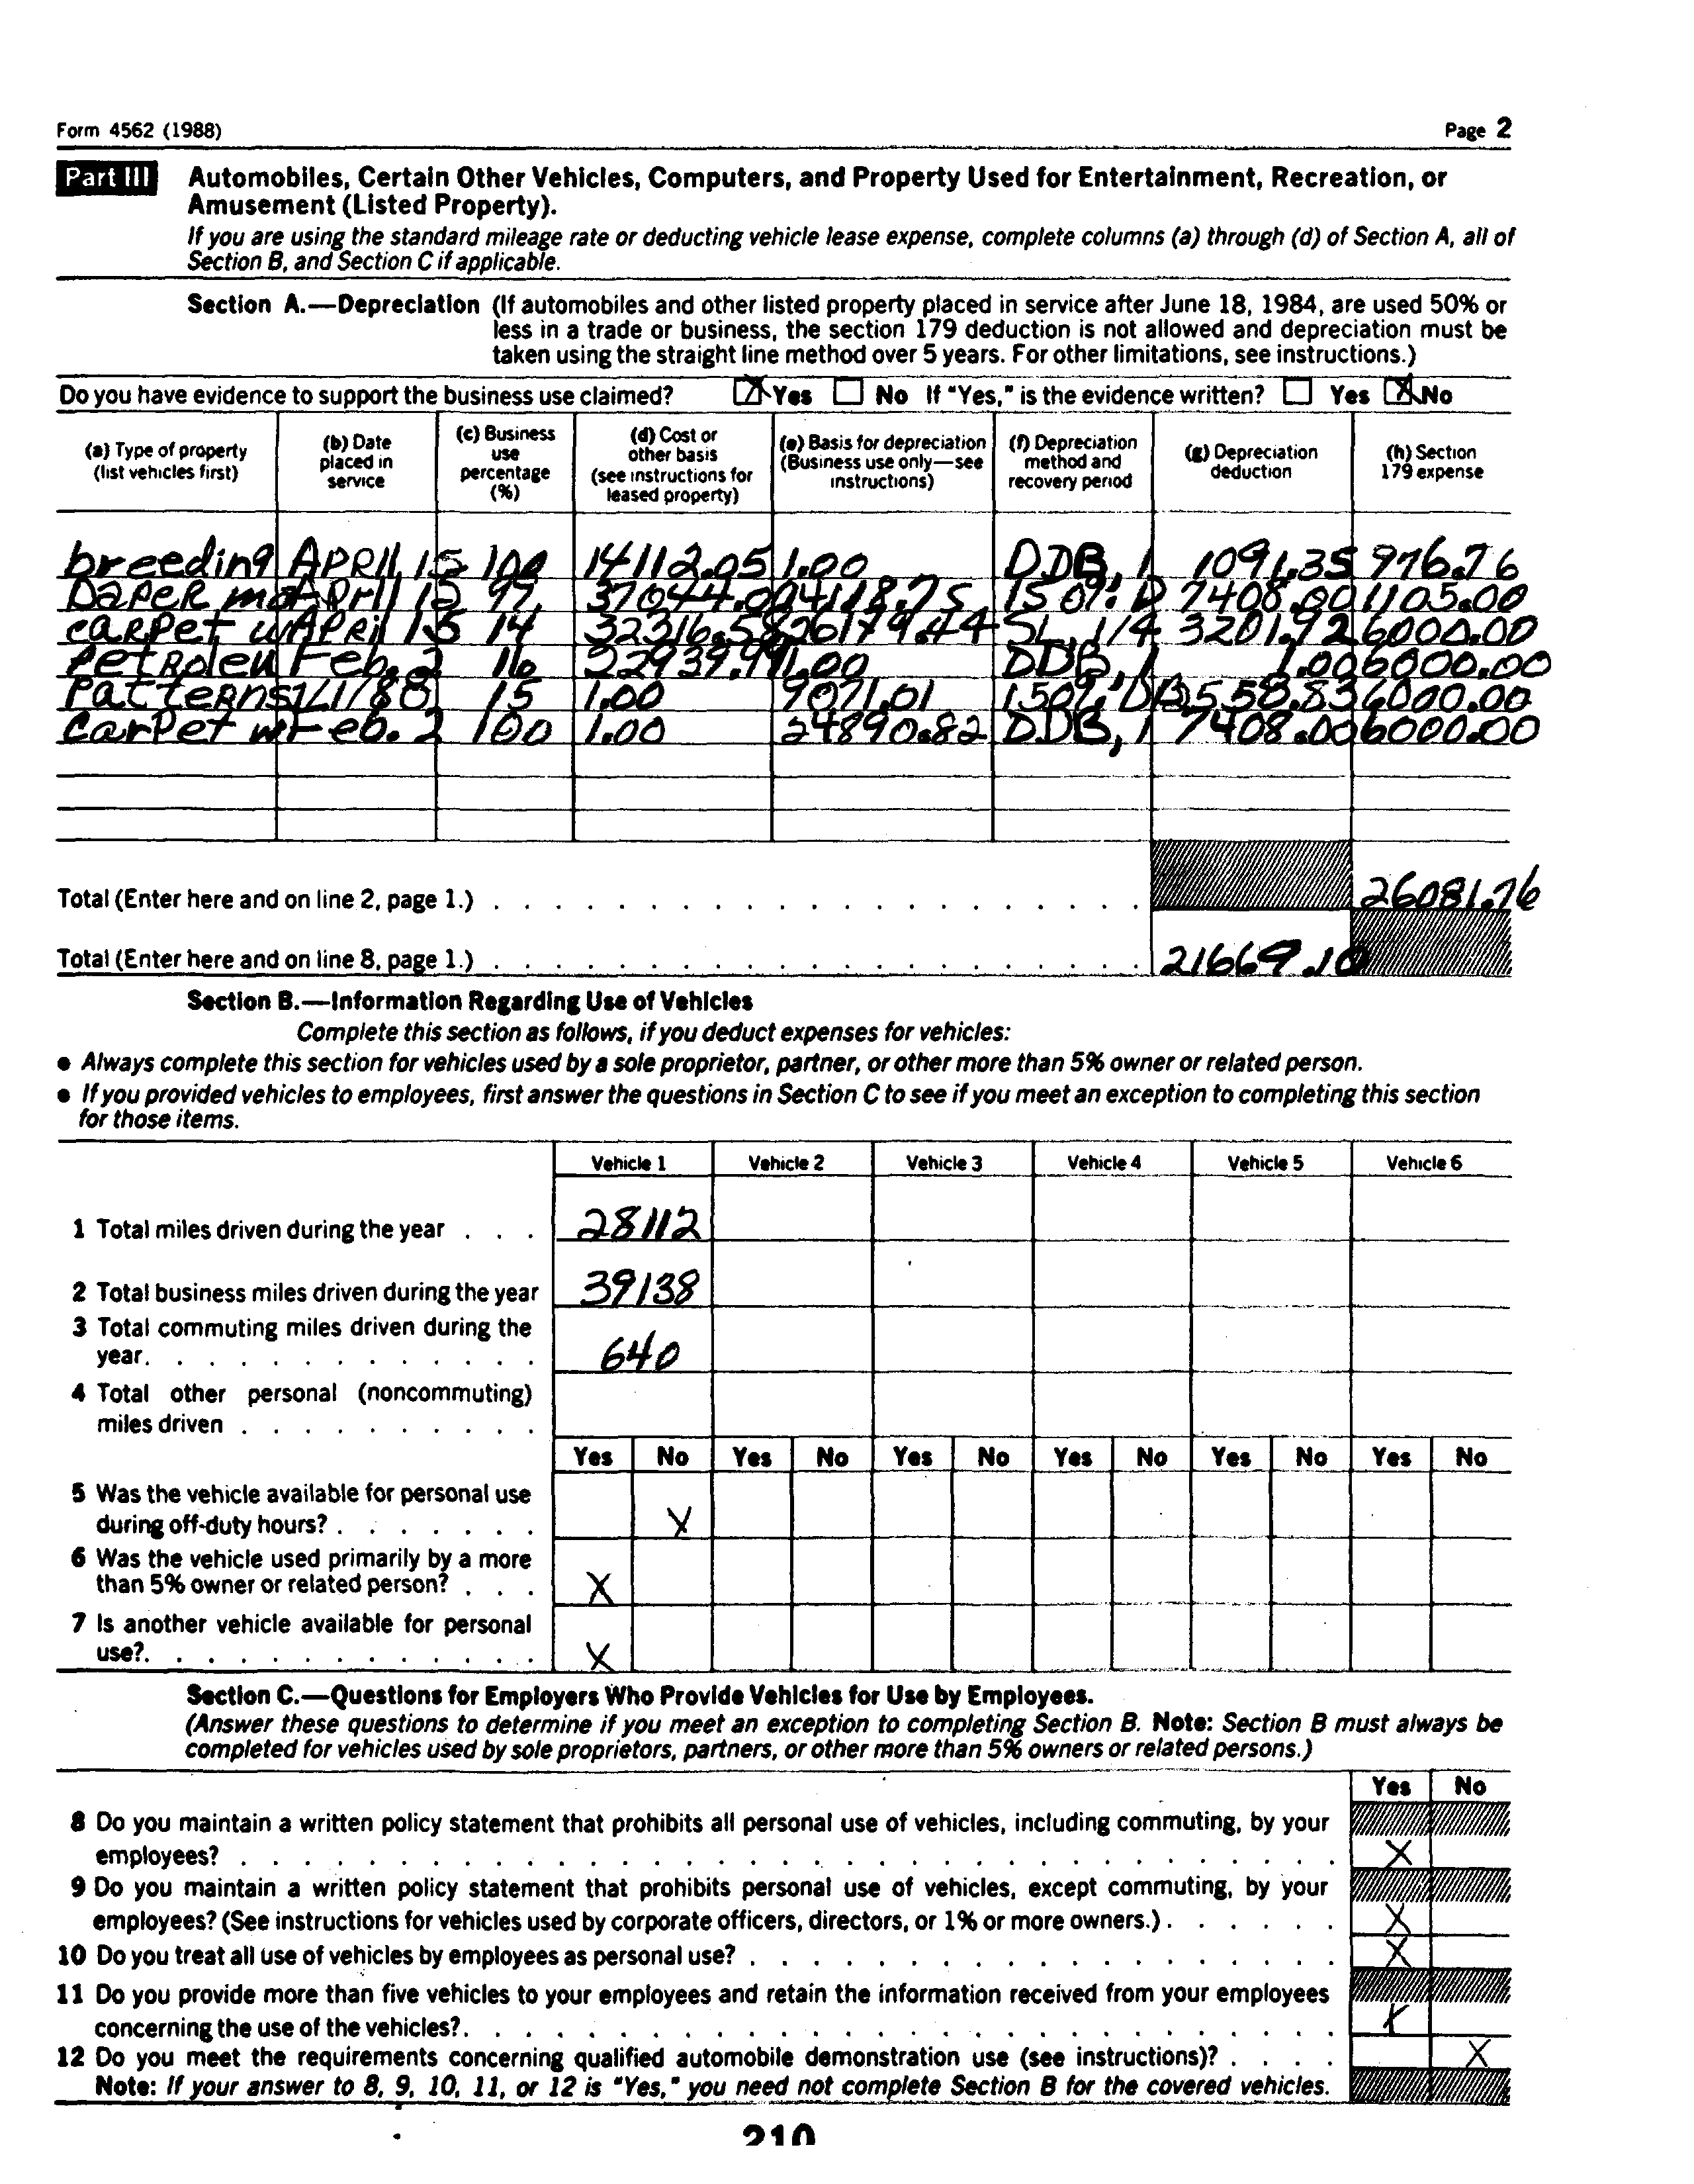 Form 4562 (1988) Page 2
Part III Automobiles, Certain Other Vehicles, Computers, and Property Used for Entertainment, Recreation, or
Amusement (Listed Property).
If you are using the standard mileage rate or deducting vehicle lease expense, complete columns (a) through (d) of Section A, all of
Section B, and Section C if applicable.
Section A.—Depreciation (If automobiles and other listed property placed in service after June 18, 1984, are used 50% or
less in a trade or business, the section 179 deduction is not allowed and depreciation must be
taken using the straight line method over 5 years. For other limitations, see instructions.)
Do you have evidence to support the business use claimed? X Yes No If "Yes," is the evidence written? Yes X No
(a) Type of property (list vehicles first) (b) Date placed in service (c) Business use percentage (%) (d) Cost or other basis (see instructions for leased property) (e) Basis for depreciation (Business use only—see instructions) (f) Depreciation method and recovery period (g) Depreciation deduction (h) Section 179 expense
breeding April 15 100 14112.05 1.00 DDB, 1 1091.35 976.76
paper ma April 15 97 37044.00 4118.75 150% D 7408.00 1105.00
carpet w April 15 14 32316.58 26179.44 SL, 1/4 3201.92 6000.00
Petroleu Feb. 2 16 22939.99 1.00 DDB, 1 1.00 6000.00
Patterns 1/1/88 15 1.00 9071.01 150% DB 2558.83 6000.00
carpet w Feb. 2 100 1.00 24890.82 DDB, 1 7408.00 6000.00
Total (Enter here and on line 2, page 1.) 26081.76
Total (Enter here and on line 8, page 1.) 21669.10
Section B.—Information Regarding Use of Vehicles
Complete this section as follows, if you deduct expenses for vehicles:
● Always complete this section for vehicles used by a sole proprietor, partner, or other more than 5% owner or related person.
● If you provided vehicles to employees, first answer the questions in Section C to see if you meet an exception to completing this section
for those items.
Vehicle 1 Vehicle 2 Vehicle 3 Vehicle 4 Vehicle 5 Vehicle 6
1 Total miles driven during the year . . . 28112
2 Total business miles driven during the year 39138
3 Total commuting miles driven during the
year. 640
4 Total other personal (noncommuting)
miles driven
Yes No Yes No Yes No Yes No Yes No Yes No
5 Was the vehicle available for personal use
during off-duty hours? X
6 Was the vehicle used primarily by a more
than 5% owner or related person? X
7 Is another vehicle available for personal
use? X
Section C.—Questions for Employers Who Provide Vehicles for Use by Employees.
(Answer these questions to determine if you meet an exception to completing Section B. Note: Section B must always be
completed for vehicles used by sole proprietors, partners, or other more than 5% owners or related persons.)
Yes No
8 Do you maintain a written policy statement that prohibits all personal use of vehicles, including commuting, by your
employees? X
9 Do you maintain a written policy statement that prohibits personal use of vehicles, except commuting, by your
employees? (See instructions for vehicles used by corporate officers, directors, or 1% or more owners.) X
10 Do you treat all use of vehicles by employees as personal use? X
11 Do you provide more than five vehicles to your employees and retain the information received from your employees
concerning the use of the vehicles? X
12 Do you meet the requirements concerning qualified automobile demonstration use (see instructions)? X
Note: If your answer to 8, 9, 10, 11, or 12 is "Yes," you need not complete Section B for the covered vehicles.
210